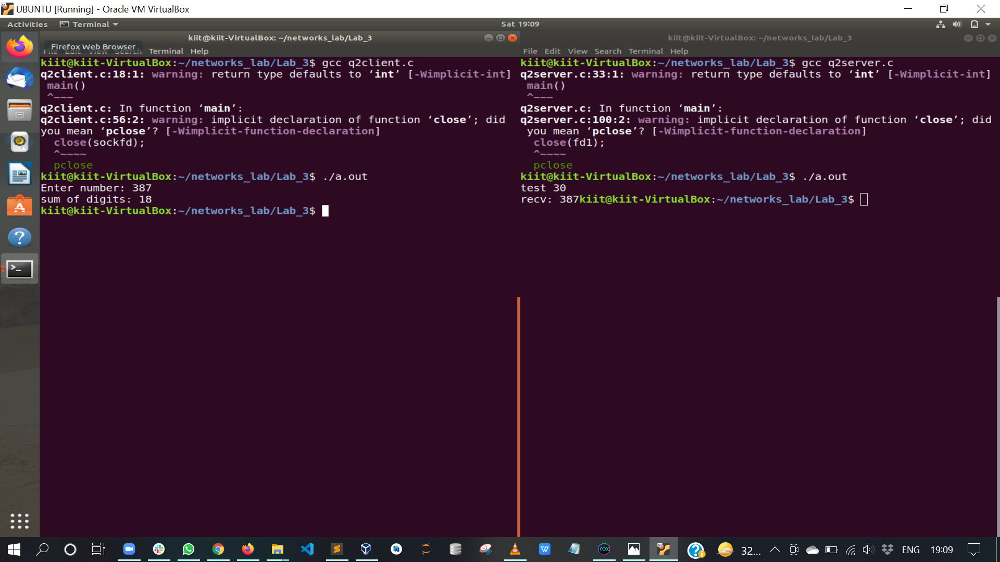 UBUNTU [Running] - Oracle VM VirtualBox
Activities Terminal Sat 19:09
kiit@kiit-VirtualBox: ~/networks_lab/Lab_3
Firefox Web Browser
File Edit View Search Terminal Help
kiit@kiit-VirtualBox:~/networks_lab/Lab_3$ gcc q2client.c
q2client.c:18:1: warning: return type defaults to ‘int’ [-Wimplicit-int]
main()
^~~~
q2client.c: In function ‘main’:
q2client.c:56:2: warning: implicit declaration of function ‘close’; did
you mean ‘pclose’? [-Wimplicit-function-declaration]
close(sockfd);
^~~~~
pclose
kiit@kiit-VirtualBox:~/networks_lab/Lab_3$ ./a.out
Enter number: 387
sum of digits: 18
kiit@kiit-VirtualBox:~/networks_lab/Lab_3$
kiit@kiit-VirtualBox: ~/networks_lab/Lab_3
File Edit View Search Terminal Help
kiit@kiit-VirtualBox:~/networks_lab/Lab_3$ gcc q2server.c
q2server.c:33:1: warning: return type defaults to ‘int’ [-Wimplicit-int]
main()
^~~~
q2server.c: In function ‘main’:
q2server.c:100:2: warning: implicit declaration of function ‘close’; did
you mean ‘pclose’? [-Wimplicit-function-declaration]
close(fd1);
^~~~~
pclose
kiit@kiit-VirtualBox:~/networks_lab/Lab_3$ ./a.out
test 30
recv: 387kiit@kiit-VirtualBox:~/networks_lab/Lab_3$
32... ENG 19:09